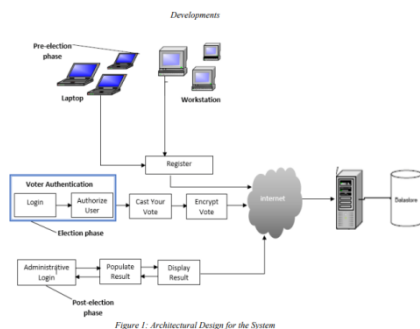 Developments
Pre-election
phase
Laptop
Workstation
Register
Voter Authentication
Login
Authorize
User
Cast Your
Vote
Encrypt
Vote
Internet
Datastore
Election phase
Administrative
Login
Populate
Result
Display
Result
Post-election
phase
Figure 1: Architectural Design for the System